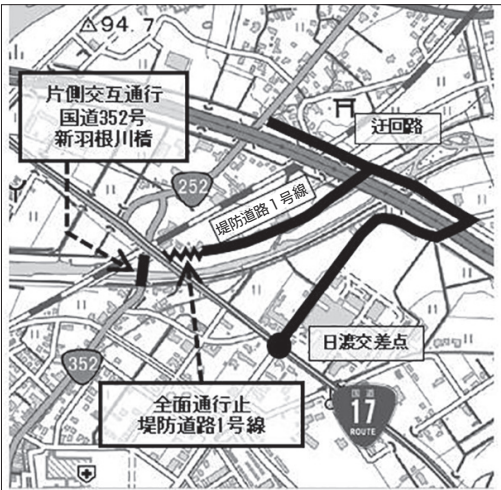 △94.7
片側交互通行
国道352号
新羽根川橋
迂回路
252
堤防道路1号線
日渡交差点
352
全面通行止
堤防道路1号線
国道
17
ROUTE